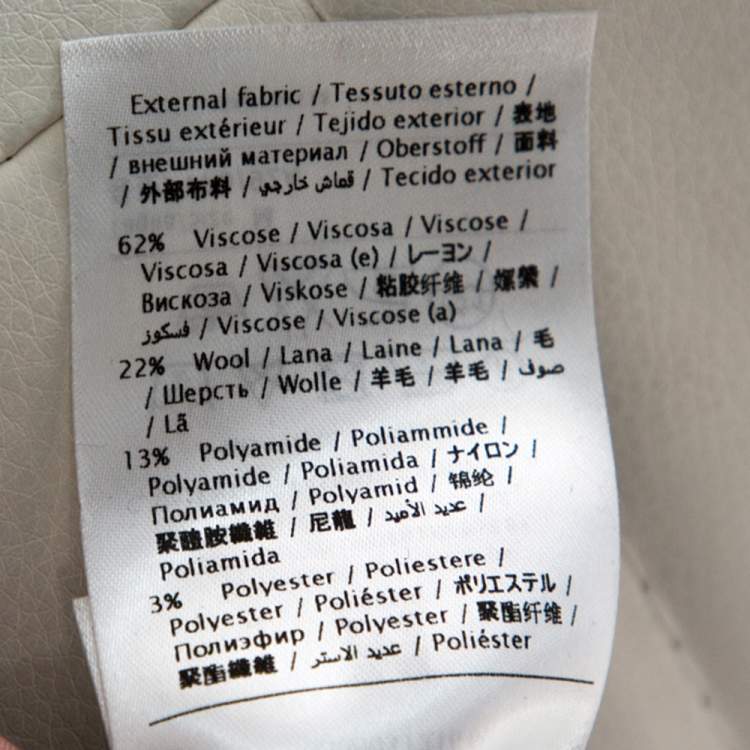 External fabric / Tessuto esterno /
Tissu extérieur / Tejido exterior / 表地
/ внешний материал / Oberstoff / 面料
/ 外部布料 / قماش خارجي / Tecido exterior
62% Viscose / Viscosa / Viscose /
Viscosa / Viscosa (e) / レーヨン /
Вискоза / Viskose / 粘胶纤维 / 嫘縈 /
فسكوز / Viscose / Viscose (a)
22% Wool / Lana / Laine / Lana / 毛
/ Шерсть / Wolle / 羊毛 / 羊毛 / صوف
/ Lã
13% Polyamide / Poliammide /
Polyamide / Poliamida / ナイロン /
Полиамид / Polyamid / 锦纶 /
聚醯胺纖維 / 尼龍 / عديد الأميد /
Poliamida
3% Polyester / Poliestere /
Polyester / Poliéster / ポリエステル /
Полиэфир / Polyester / 聚酯纤维 /
聚酯纖維 / عديد الاستر / Poliéster